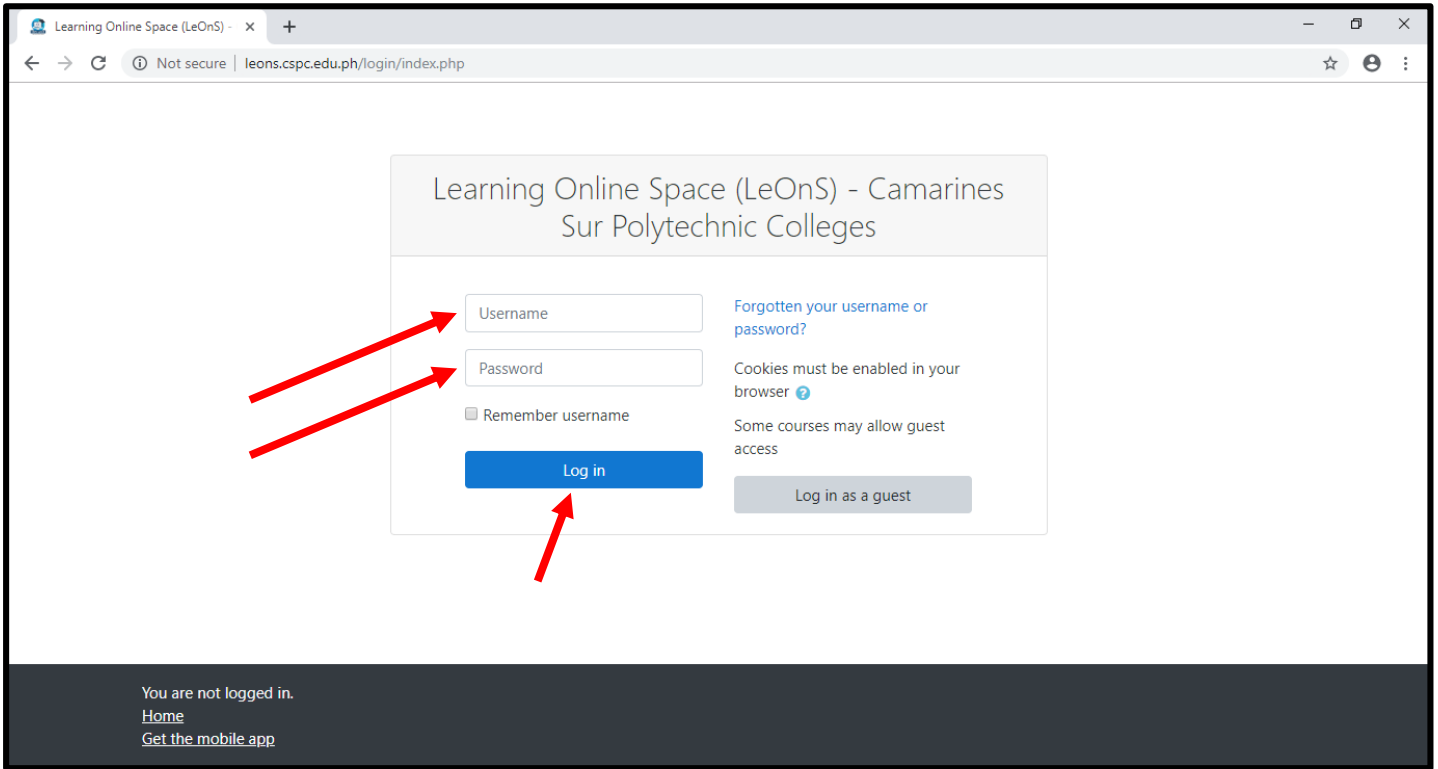 Learning Online Space (LeOnS) -
Not secure | leons.cspc.edu.ph/login/index.php
Learning Online Space (LeOnS) - Camarines
Sur Polytechnic Colleges
Username
Password
Remember username
Log in
Forgotten your username or
password?
Cookies must be enabled in your
browser ?
Some courses may allow guest
access
Log in as a guest
You are not logged in.
Home
Get the mobile app